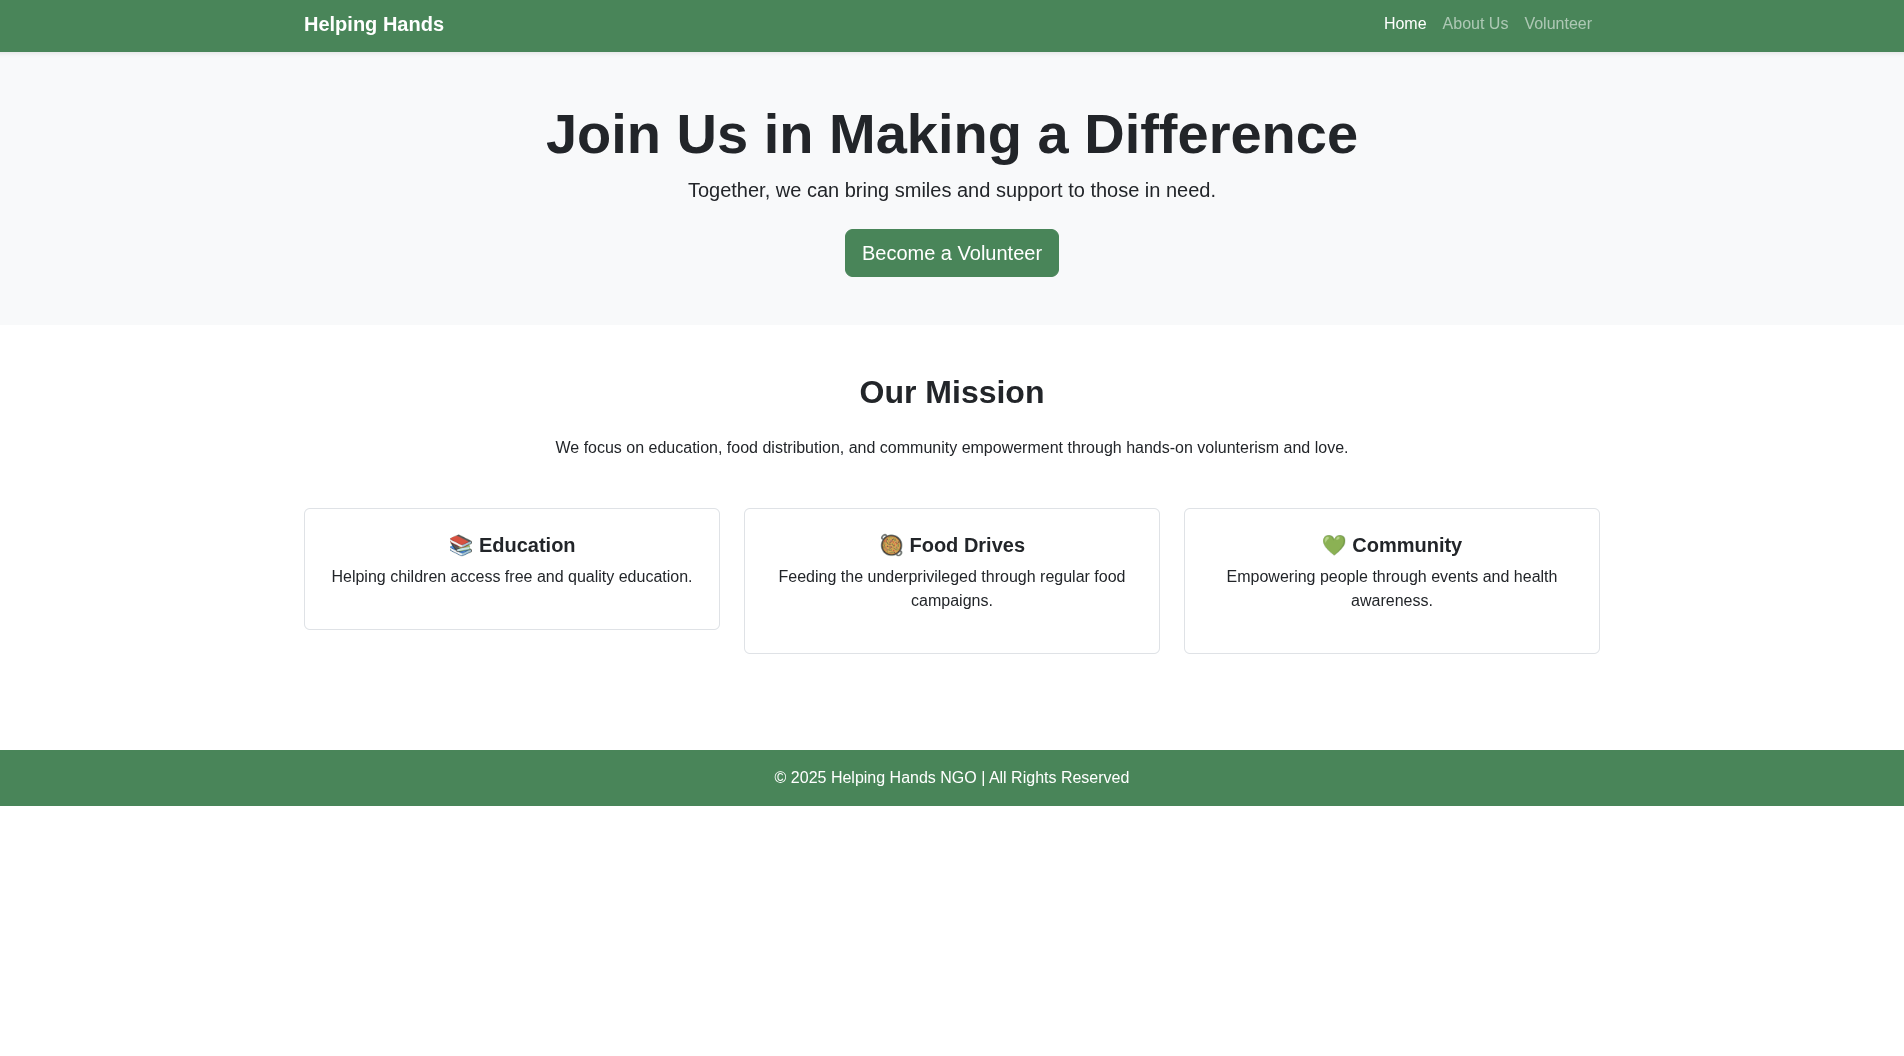 Helping Hands
Home About Us Volunteer
Join Us in Making a Difference
Together, we can bring smiles and support to those in need.
Become a Volunteer
Our Mission
We focus on education, food distribution, and community empowerment through hands-on volunterism and love.
📚 Education
Helping children access free and quality education.
🥘 Food Drives
Feeding the underprivileged through regular food
campaigns.
💚 Community
Empowering people through events and health
awareness.
© 2025 Helping Hands NGO | All Rights Reserved